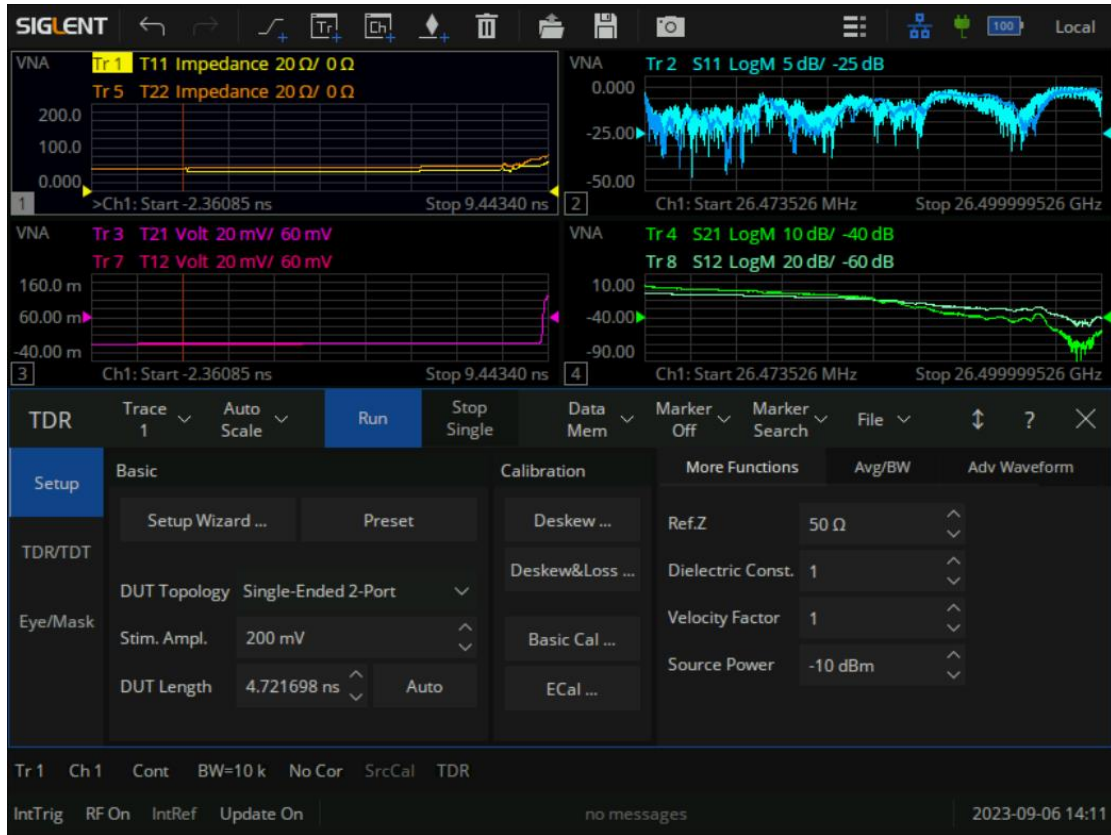 SIGLENT Tr Ch 100 Local
VNA Tr 1 T11 Impedance 20 Ω/ 0 Ω
Tr 5 T22 Impedance 20 Ω/ 0 Ω
200.0
100.0
0.000
1 >Ch1: Start -2.36085 ns Stop 9.44340 ns
VNA Tr 2 S11 LogM 5 dB/ -25 dB
0.000
-25.00
-50.00
2 Ch1: Start 26.473526 MHz Stop 26.499999526 GHz
VNA Tr 3 T21 Volt 20 mV/ 60 mV
Tr 7 T12 Volt 20 mV/ 60 mV
160.0 m
60.00 m
-40.00 m
3 Ch1: Start -2.36085 ns Stop 9.44340 ns
VNA Tr 4 S21 LogM 10 dB/ -40 dB
Tr 8 S12 LogM 20 dB/ -60 dB
10.00
-40.00
-90.00
4 Ch1: Start 26.473526 MHz Stop 26.499999526 GHz
TDR Trace 1 Auto Scale Run Stop Single Data Mem Marker Off Marker Search File ?
Setup
TDR/TDT
Eye/Mask
Basic
Setup Wizard ... Preset
DUT Topology Single-Ended 2-Port
Stim. Ampl. 200 mV
DUT Length 4.721698 ns Auto
Calibration
Deskew ...
Deskew&Loss ...
Basic Cal ...
ECal ...
More Functions Avg/BW Adv Waveform
Ref.Z 50 Ω
Dielectric Const. 1
Velocity Factor 1
Source Power -10 dBm
Tr 1 Ch 1 Cont BW=10 k No Cor SrcCal TDR
IntTrig RF On IntRef Update On no messages 2023-09-06 14:11